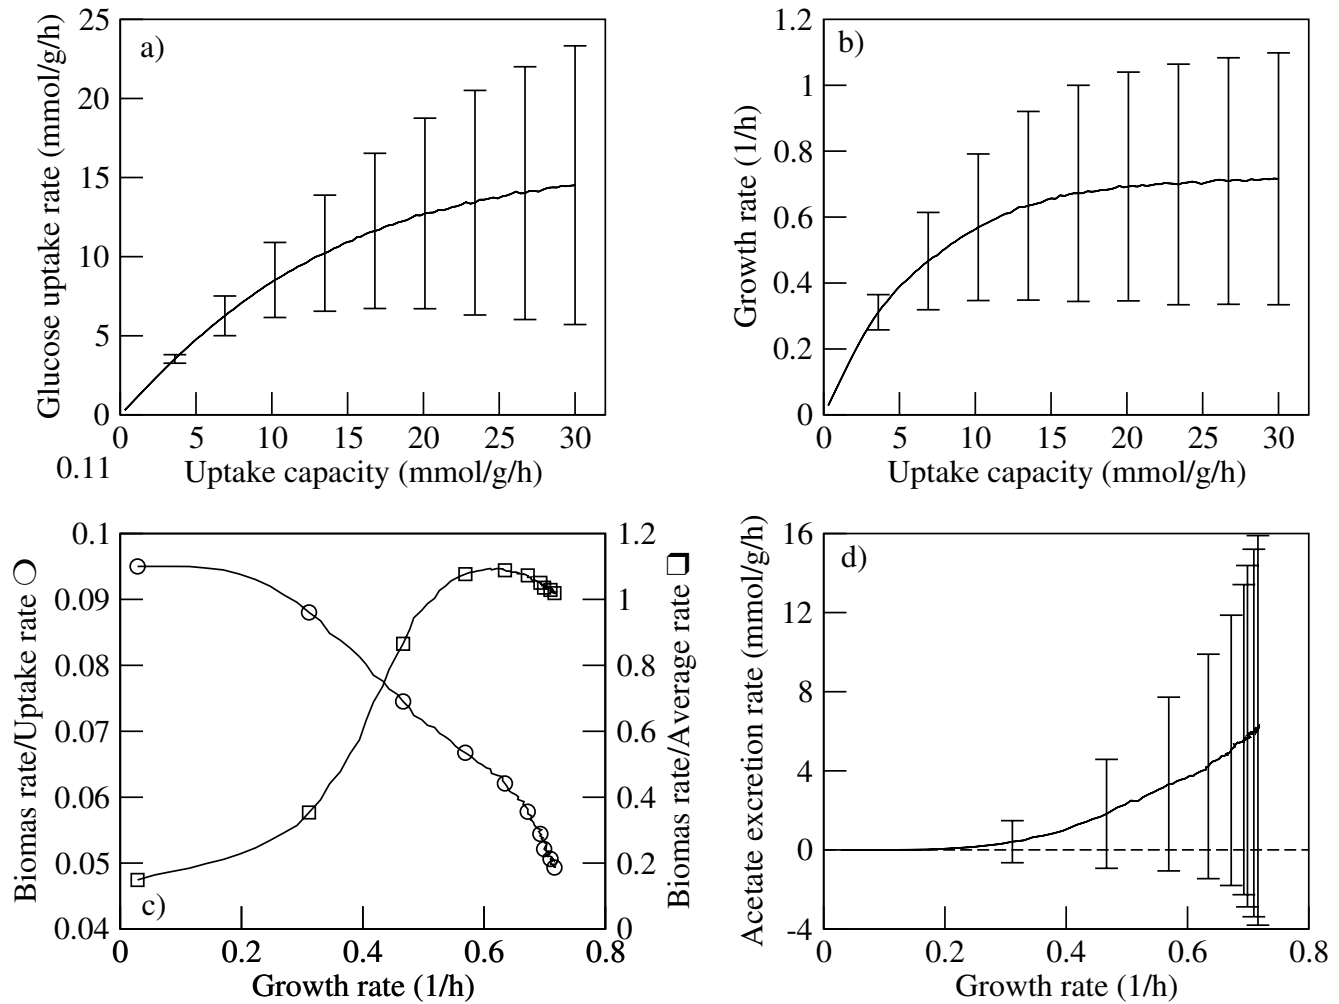 a)
25
20
15
10
5
0
Glucose uptake rate (mmol/g/h)
0 5 10 15 20 25 30
Uptake capacity (mmol/g/h)
b)
1.2
1
0.8
0.6
0.4
0.2
0
Growth rate (1/h)
0 5 10 15 20 25 30
Uptake capacity (mmol/g/h)
0.11
0.1
0.09
0.08
0.07
0.06
0.05
0.04
Biomas rate/Uptake rate
c)
1.2
1
0.8
0.6
0.4
0.2
0
Biomas rate/Average rate
0 0.2 0.4 0.6 0.8
Growth rate (1/h)
d)
16
12
8
4
0
-4
Acetate excretion rate (mmol/g/h)
0 0.2 0.4 0.6 0.8
Growth rate (1/h)